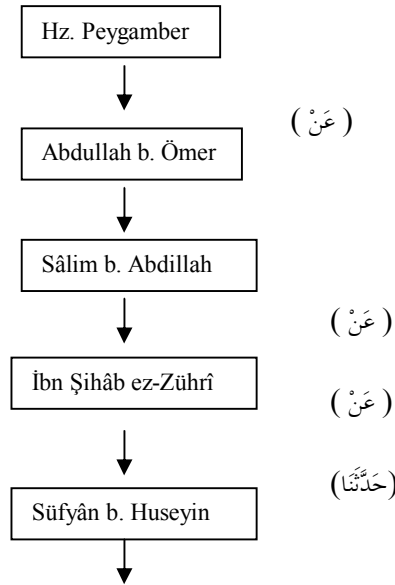 Hz. Peygamber
( عَنْ )
Abdullah b. Ömer
Sâlim b. Abdillah
( عَنْ )
İbn Şihâb ez-Zührî
( عَنْ )
(حَدَّثَنَا)
Süfyân b. Huseyin